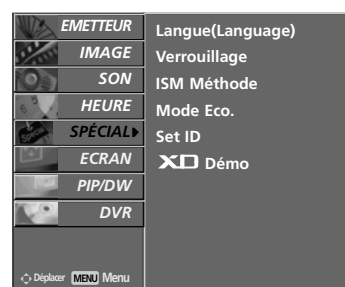 EMETTEUR
IMAGE
SON
HEURE
SPÉCIAL
ECRAN
PIP/DW
DVR
Déplacer MENU Menu
Langue(Language)
Verrouillage
ISM Méthode
Mode Eco.
Set ID
XD Démo